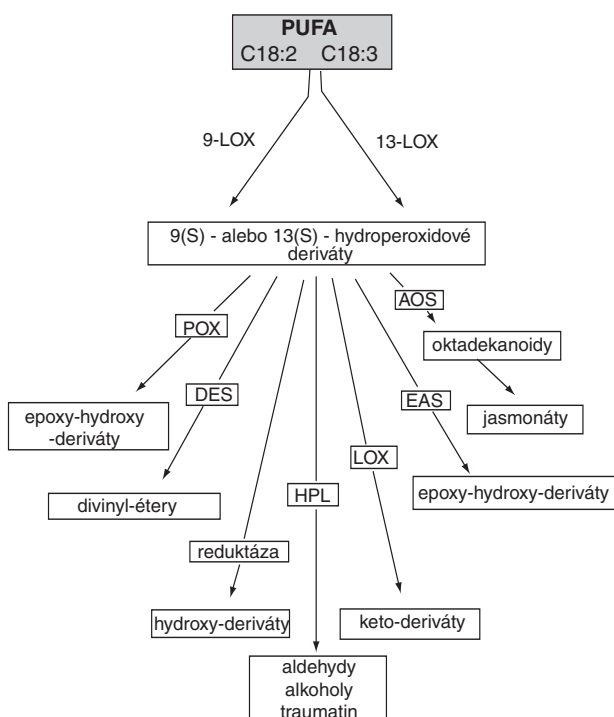 PUFA
C18:2 C18:3
9-LOX
13-LOX
9(S) - alebo 13(S) - hydroperoxidové
deriváty
AOS
POX
oktadekanoidy
DES
EAS
epoxy-hydroxy
-deriváty
jasmonáty
LOX
divinyl-étery
HPL
epoxy-hydroxy-deriváty
reduktáza
hydroxy-deriváty
keto-deriváty
aldehydy
alkoholy
traumatin